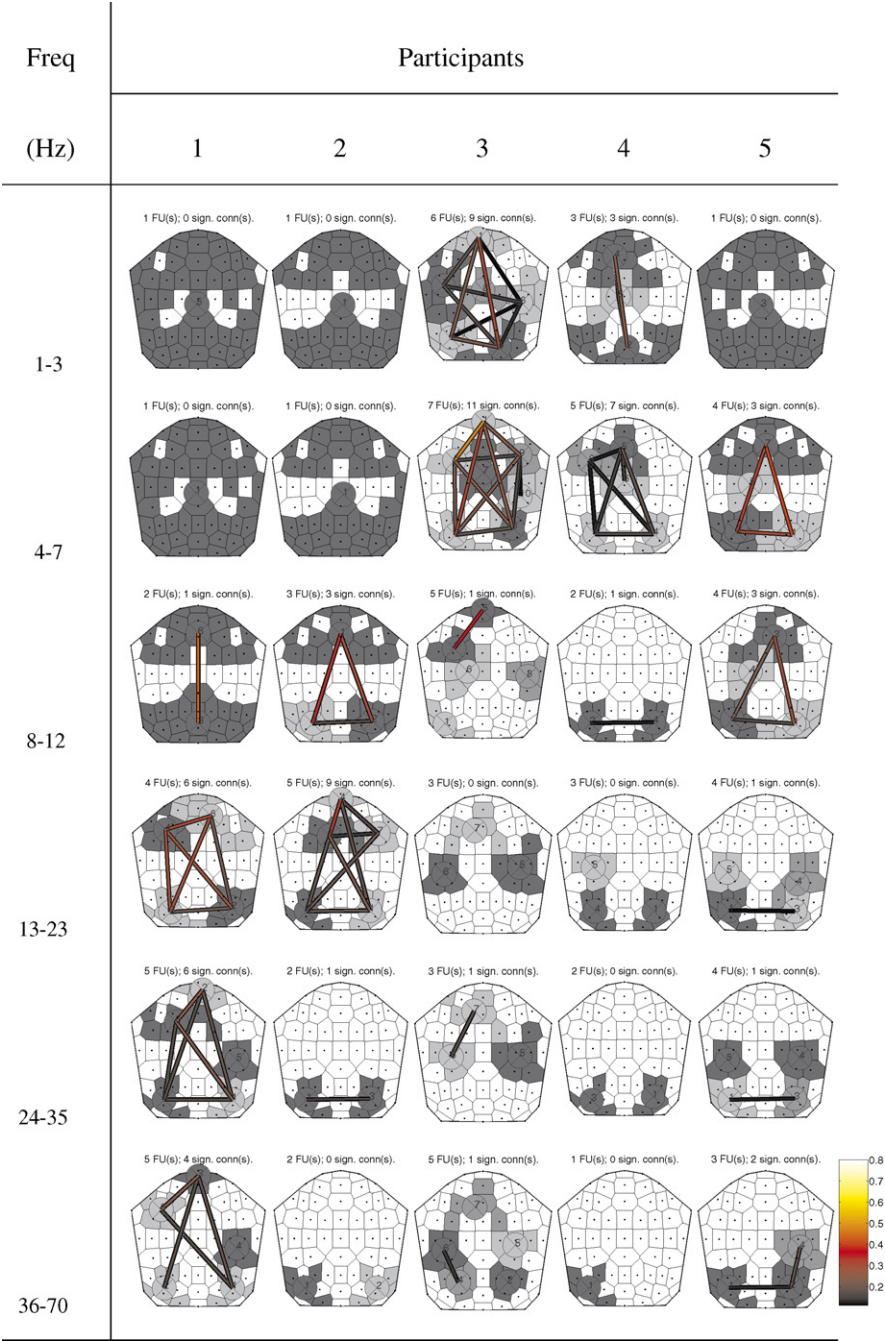 Freq Participants
(Hz) 1 2 3 4 5
1 FU(s); 0 sign. conn(s). 1 FU(s); 0 sign. conn(s). 6 FU(s); 9 sign. conn(s). 3 FU(s); 3 sign. conn(s). 1 FU(s); 0 sign. conn(s).
1-3
1 FU(s); 0 sign. conn(s). 1 FU(s); 0 sign. conn(s). 7 FU(s); 11 sign. conn(s). 5 FU(s); 7 sign. conn(s). 4 FU(s); 3 sign. conn(s).
4-7
2 FU(s); 1 sign. conn(s). 3 FU(s); 3 sign. conn(s). 5 FU(s); 1 sign. conn(s). 2 FU(s); 1 sign. conn(s). 4 FU(s); 3 sign. conn(s).
8-12
4 FU(s); 6 sign. conn(s). 5 FU(s); 9 sign. conn(s). 3 FU(s); 0 sign. conn(s). 3 FU(s); 0 sign. conn(s). 4 FU(s); 1 sign. conn(s).
13-23
5 FU(s); 6 sign. conn(s). 2 FU(s); 1 sign. conn(s). 3 FU(s); 1 sign. conn(s). 2 FU(s); 0 sign. conn(s). 4 FU(s); 1 sign. conn(s).
24-35
5 FU(s); 4 sign. conn(s). 2 FU(s); 0 sign. conn(s). 5 FU(s); 1 sign. conn(s). 1 FU(s); 0 sign. conn(s). 3 FU(s); 2 sign. conn(s).
36-70
0.8
0.7
0.6
0.5
0.4
0.3
0.2